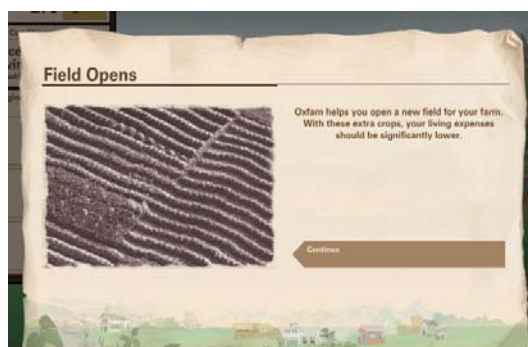 Field Opens
Oxfam helps you open a new field for your farm.
With these extra crops, your living expenses
should be significantly lower.
Continue